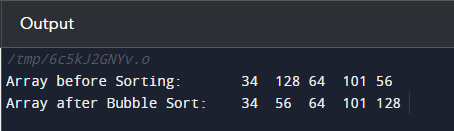 Output
/tmp/6c5kJ2GNYv.o
Array before Sorting: 34 128 64 101 56
Array after Bubble Sort: 34 56 64 101 128